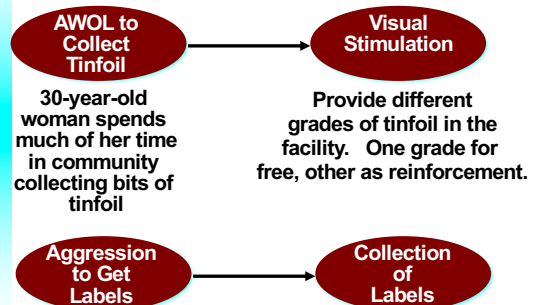 AWOL to
Collect
Tinfoil
Visual
Stimulation
30-year-old
woman spends
much of her time
in community
collecting bits of
tinfoil
Provide different
grades of tinfoil in the
facility. One grade for
free, other as reinforcement.
Aggression
to Get
Labels
Collection
of
Labels